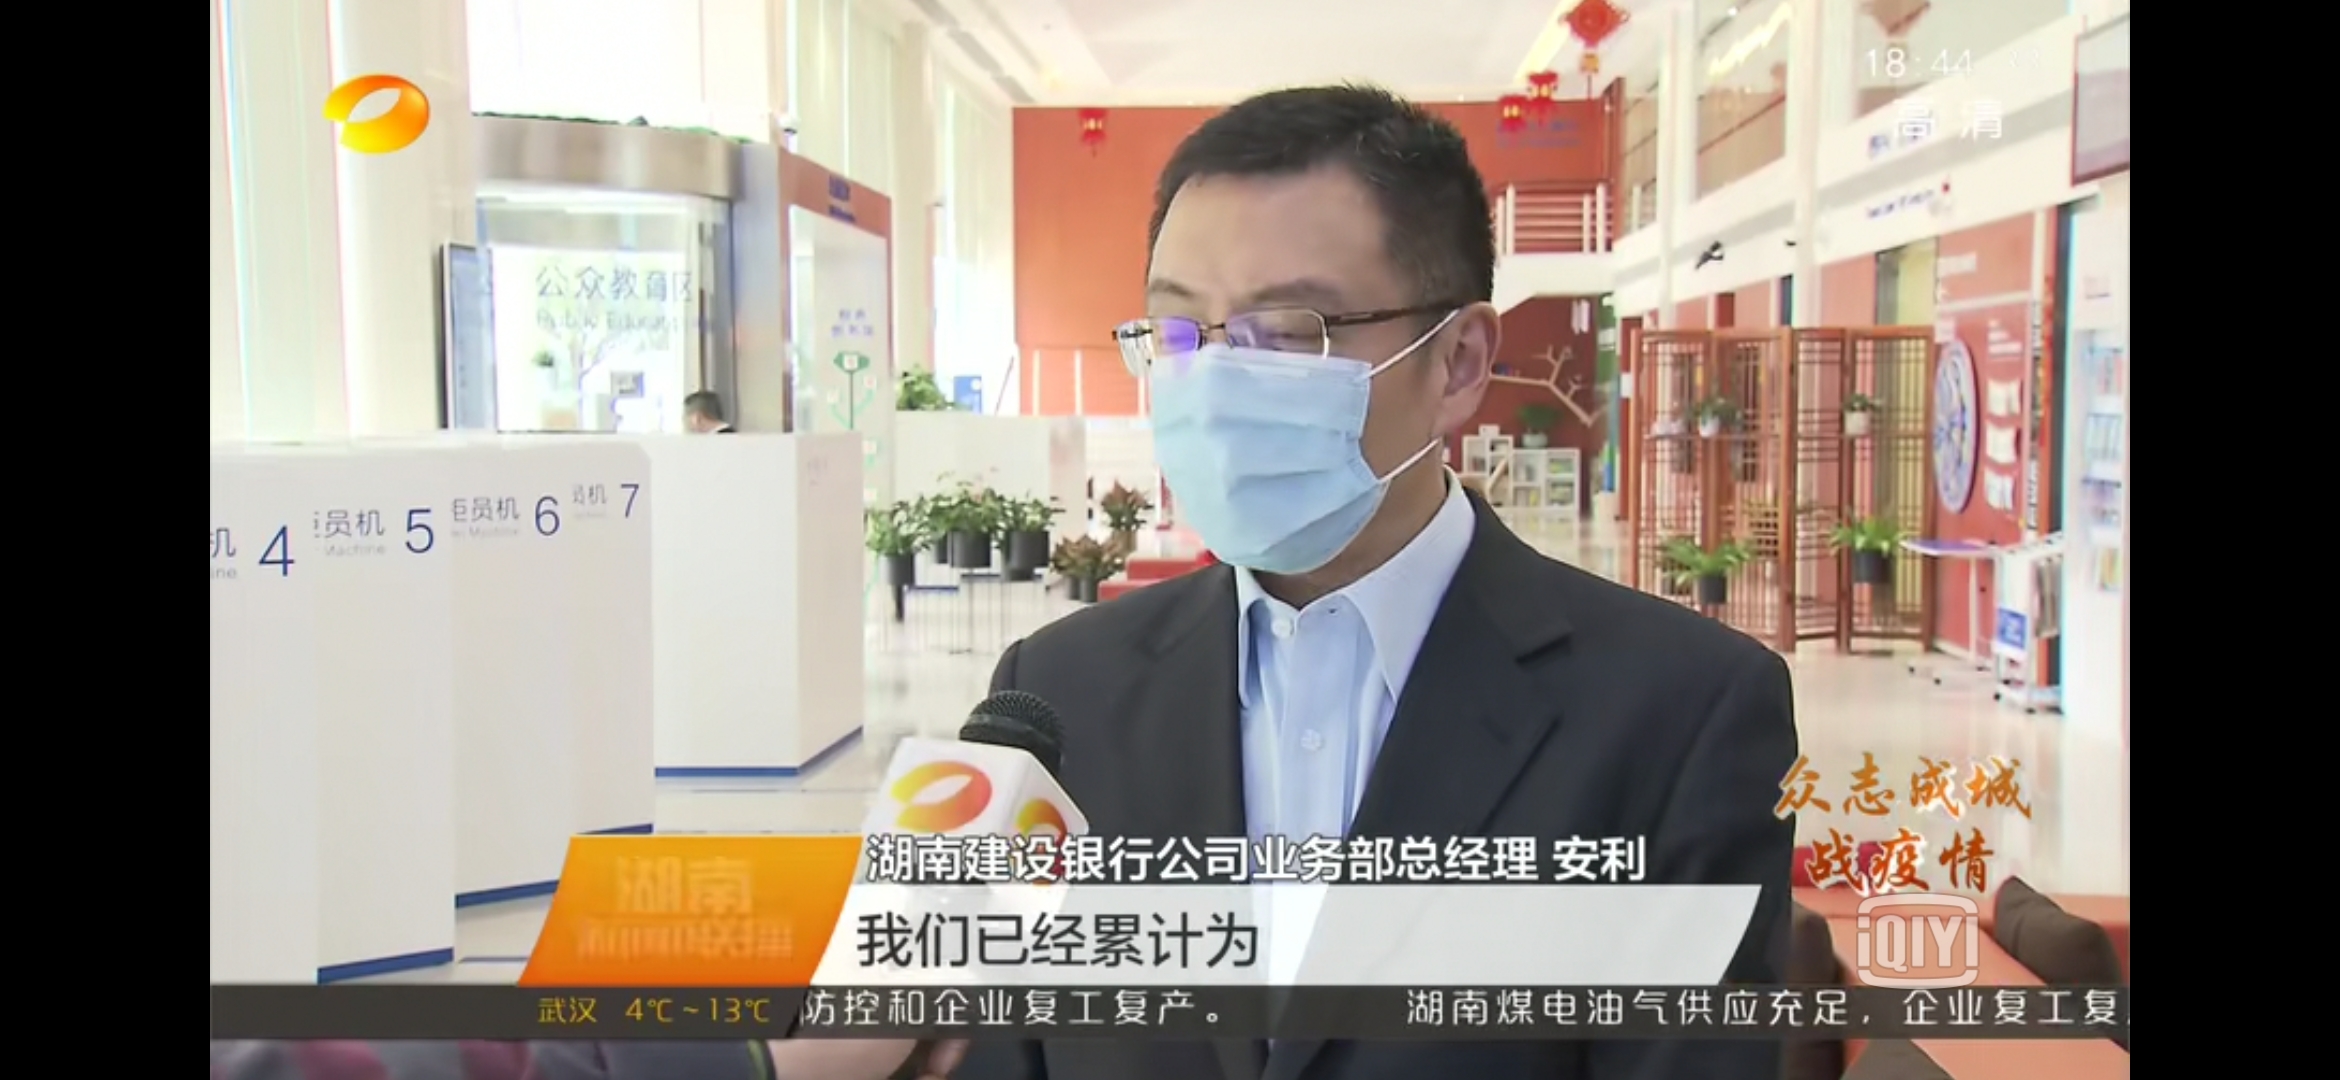 18:44
高清
公众教育区
Public Educat
机 4
员机 5
Machine
巨员机 6
机 7
众志成城
战疫情
湖南建设银行公司业务部总经理 安利
湖南
我们已经累计为
iQIYI
武汉 4℃~13℃ 防控和企业复工复产。 湖南煤电油气供应充足，企业复工复